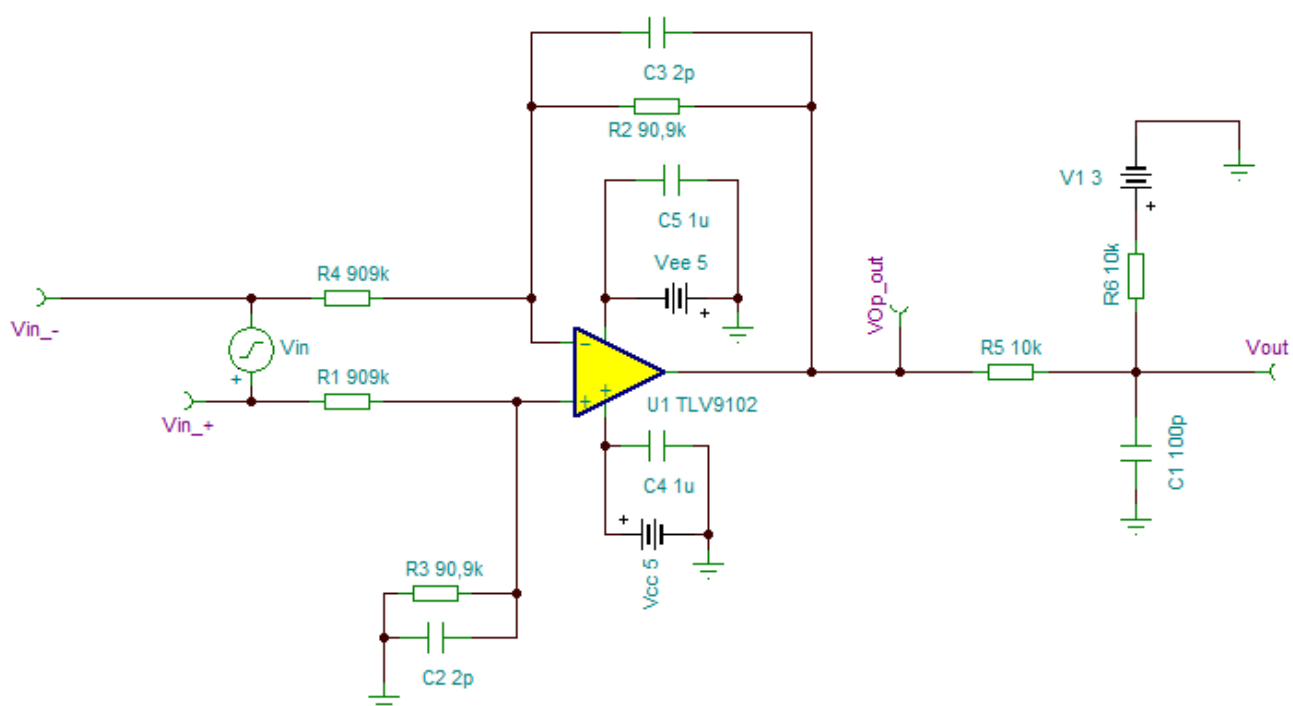 C3 2p
R2 90,9k
C5 1u
Vee 5
+
V1 3
+
R6 10k
R4 909k
Vin_-
Vin
+
R1 909k
Vin_+
−
+
+
U1 TLV9102
VOp_out
R5 10k
Vout
C1 100p
C4 1u
+
Vcc 5
R3 90,9k
C2 2p